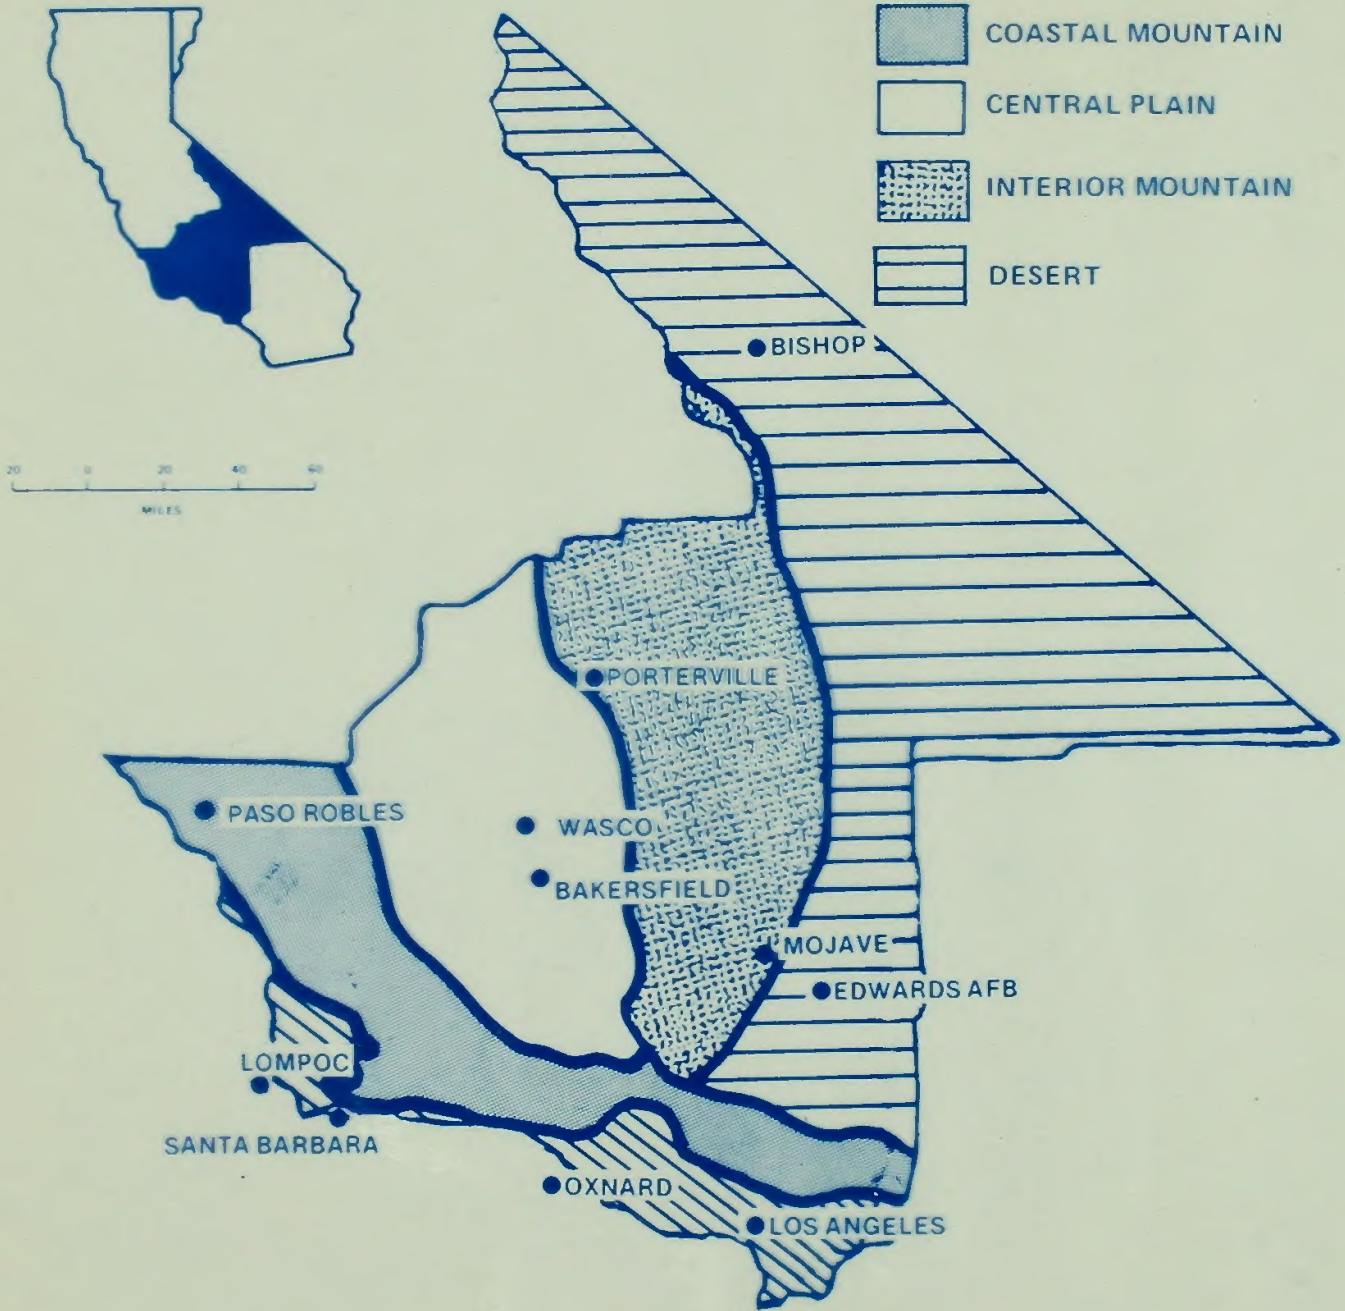 COASTAL MOUNTAIN
CENTRAL PLAIN
INTERIOR MOUNTAIN
DESERT
BISHOP
20 0 20 40 60
MILES
PORTERVILLE
PASO ROBLES
WASCO
BAKERSFIELD
MOJAVE
EDWARDS AFB
LOMPOC
SANTA BARBARA
OXNARD
LOS ANGELES